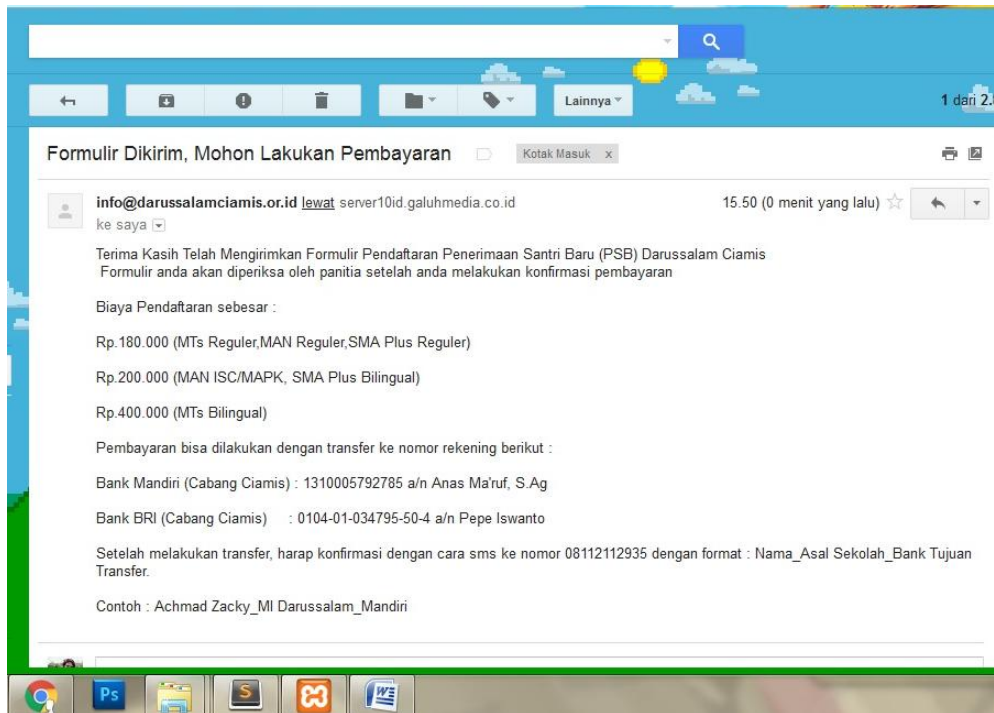 Lainnya
1 dari 2.
Formulir Dikirim, Mohon Lakukan Pembayaran
Kotak Masuk x
info@darussalamciamis.or.id lewat server10id.galuhmedia.co.id
15.50 (0 menit yang lalu)
ke saya
Terima Kasih Telah Mengirimkan Formulir Pendaftaran Penerimaan Santri Baru (PSB) Darussalam Ciamis
Formulir anda akan diperiksa oleh panitia setelah anda melakukan konfirmasi pembayaran
Biaya Pendaftaran sebesar :
Rp.180.000 (MTs Reguler,MAN Reguler,SMA Plus Reguler)
Rp.200.000 (MAN ISC/MAPK, SMA Plus Bilingual)
Rp.400.000 (MTs Bilingual)
Pembayaran bisa dilakukan dengan transfer ke nomor rekening berikut :
Bank Mandiri (Cabang Ciamis) : 1310005792785 a/n Anas Ma'ruf, S.Ag
Bank BRI (Cabang Ciamis) : 0104-01-034795-50-4 a/n Pepe Iswanto
Setelah melakukan transfer, harap konfirmasi dengan cara sms ke nomor 08112112935 dengan format : Nama_Asal Sekolah_Bank Tujuan
Transfer.
Contoh : Achmad Zacky_MI Darussalam_Mandiri
Ps
S
W